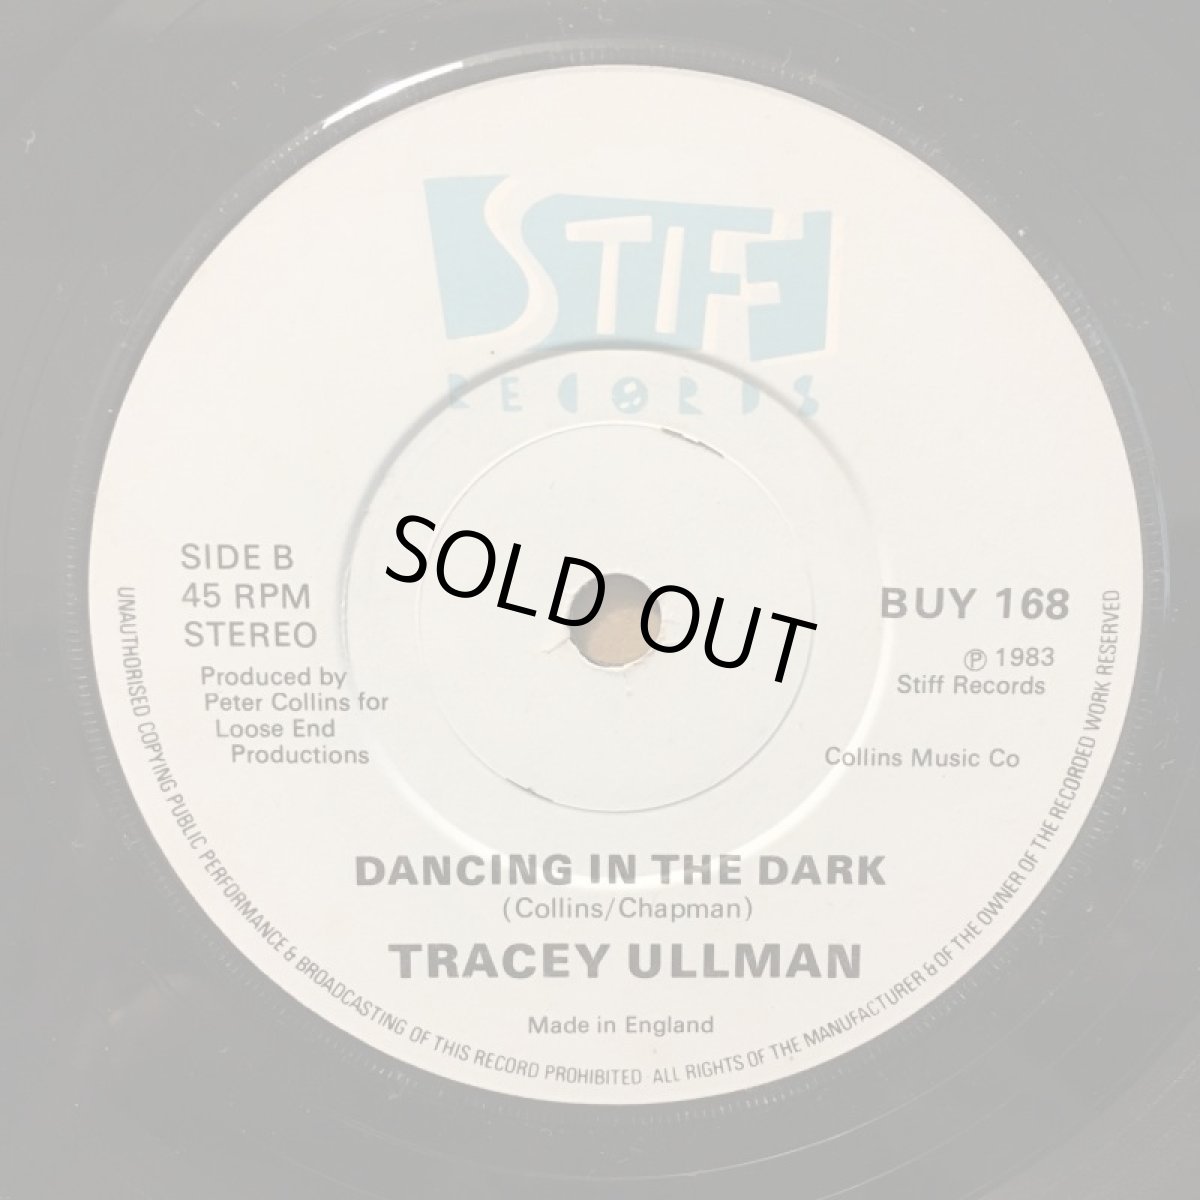 STIFF
RECORDS
SOLD OUT
SIDE B
45 RPM
STEREO
Produced by
Peter Collins for
Loose End
Productions
BUY 168
℗ 1983
Stiff Records
Collins Music Co
DANCING IN THE DARK
(Collins/Chapman)
TRACEY ULLMAN
Made in England
UNAUTHORISED COPYING PUBLIC PERFORMANCE & BROADCASTING OF THIS RECORD PROHIBITED ALL RIGHTS OF THE MANUFACTURER & OF THE OWNER OF THE RECORDED WORK RESERVED